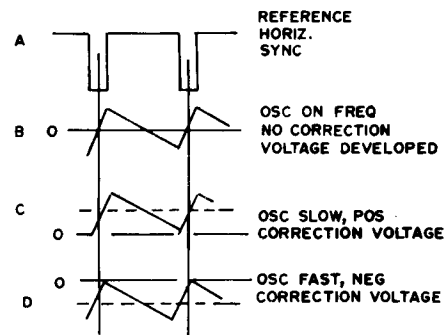 A
REFERENCE
HORIZ.
SYNC
B
O
OSC ON FREQ
NO CORRECTION
VOLTAGE DEVELOPED
C
O
OSC SLOW, POS
CORRECTION VOLTAGE
O
D
OSC FAST, NEG
CORRECTION VOLTAGE